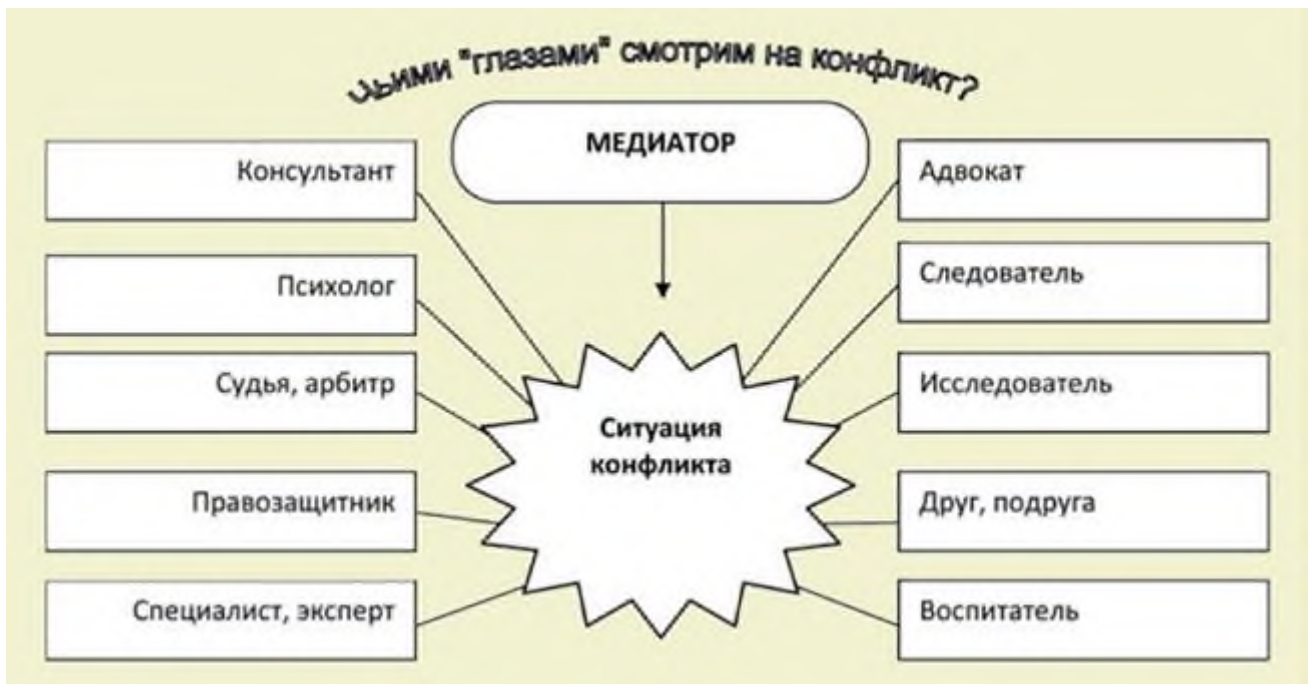 Чьими "глазами" смотрим на конфликт?
МЕДИАТОР
Консультант
Психолог
Судья, арбитр
Правозащитник
Специалист, эксперт
Ситуация
конфликта
Адвокат
Следователь
Исследователь
Друг, подруга
Воспитатель